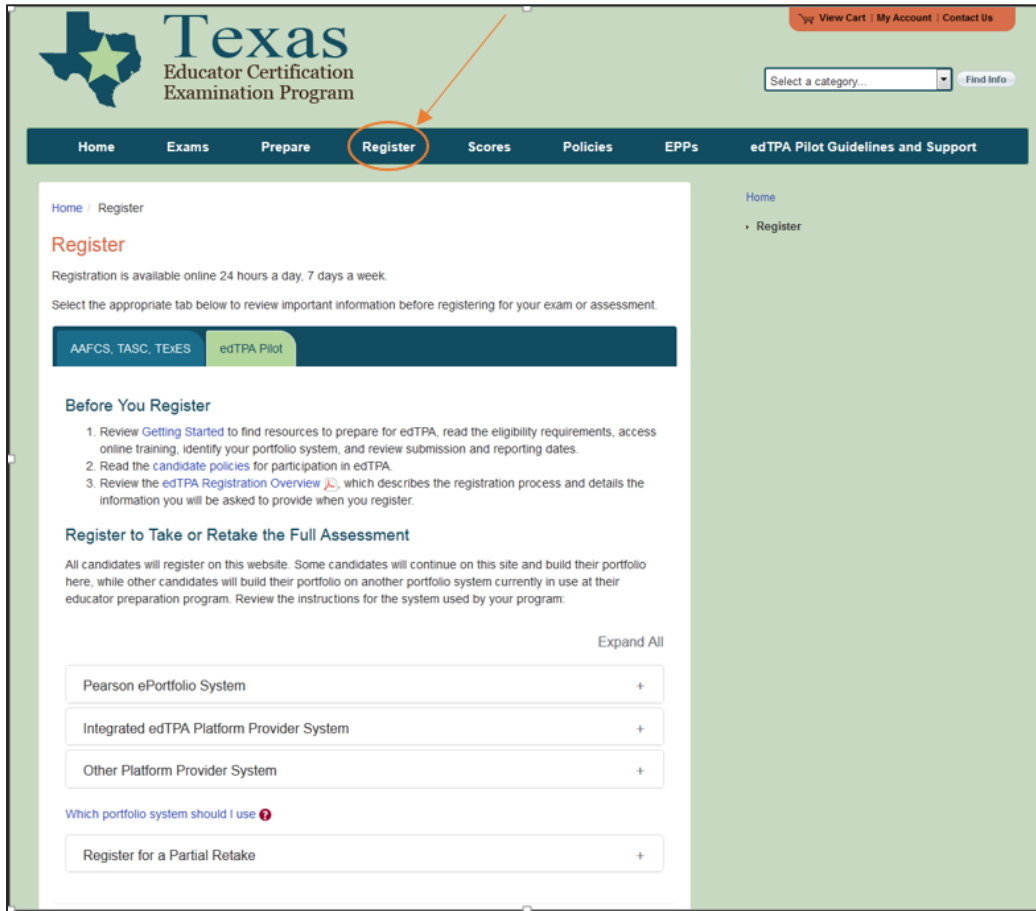 View Cart | My Account | Contact Us
Texas
Educator Certification
Examination Program
Select a category...
Find Info
Home Exams Prepare Register Scores Policies EPPs edTPA Pilot Guidelines and Support
Home / Register
Home
Register
Register
Registration is available online 24 hours a day, 7 days a week.
Select the appropriate tab below to review important information before registering for your exam or assessment.
AAFCS, TASC, TExES edTPA Pilot
Before You Register
1. Review Getting Started to find resources to prepare for edTPA, read the eligibility requirements, access
online training, identify your portfolio system, and review submission and reporting dates.
2. Read the candidate policies for participation in edTPA.
3. Review the edTPA Registration Overview , which describes the registration process and details the
information you will be asked to provide when you register.
Register to Take or Retake the Full Assessment
All candidates will register on this website. Some candidates will continue on this site and build their portfolio
here, while other candidates will build their portfolio on another portfolio system currently in use at their
educator preparation program. Review the instructions for the system used by your program:
Expand All
Pearson ePortfolio System +
Integrated edTPA Platform Provider System +
Other Platform Provider System +
Which portfolio system should I use ?
Register for a Partial Retake +